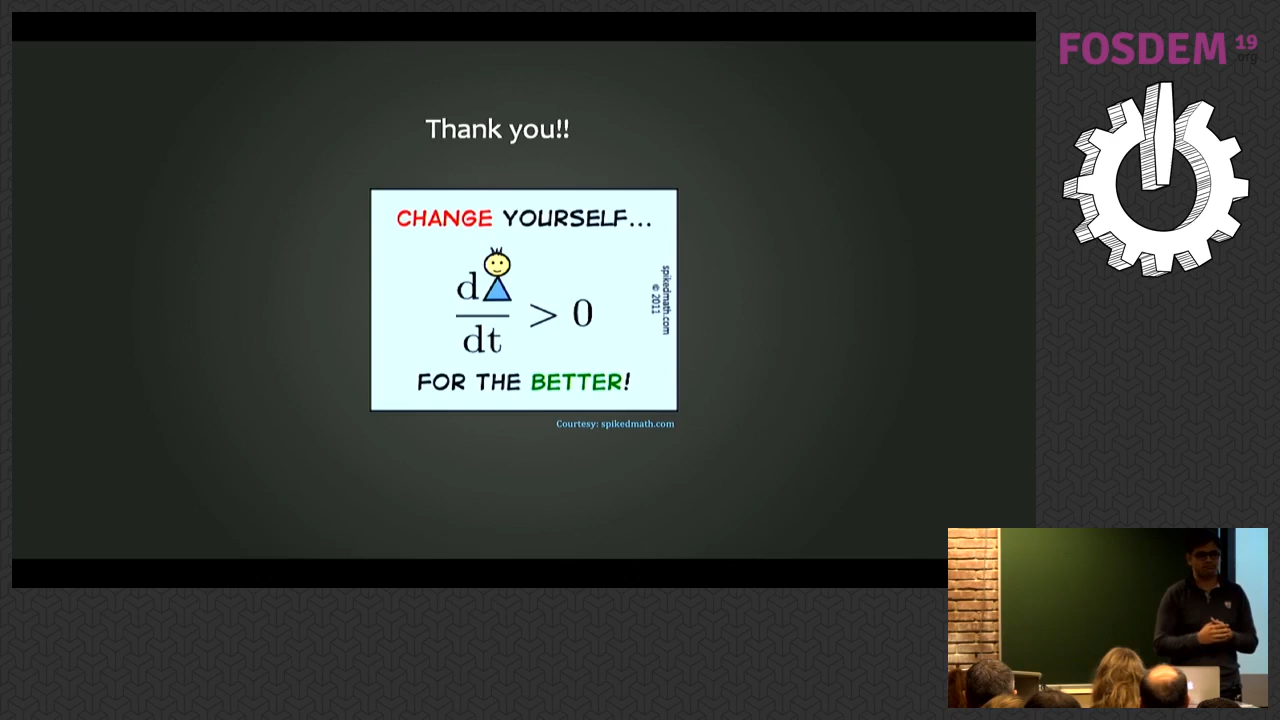 FOSDEM 19
.org
Thank you!!
CHANGE YOURSELF...
d
dt
> 0
FOR THE BETTER!
spikedmath.com
© 2011
Courtesy: spikedmath.com